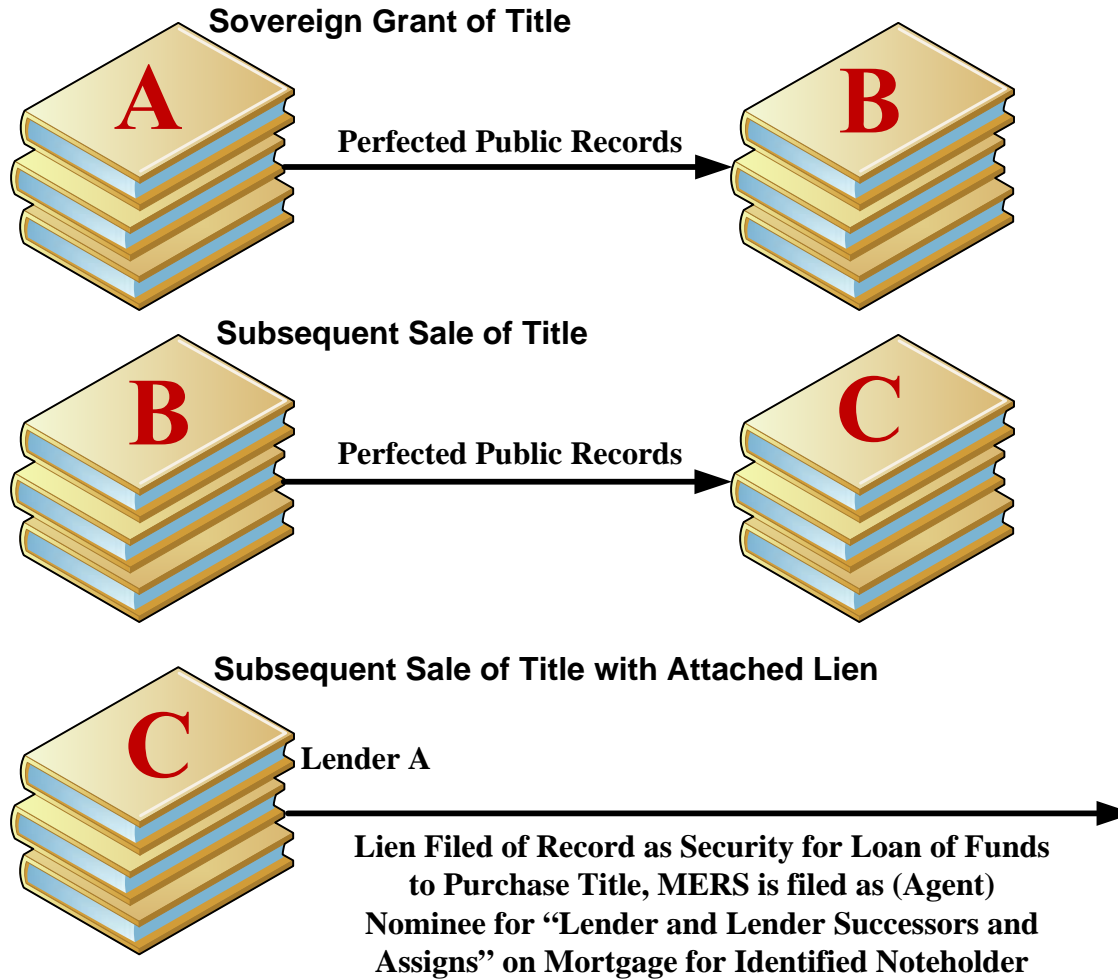 Sovereign Grant of Title
A
B
Perfected Public Records
Subsequent Sale of Title
B
C
Perfected Public Records
Subsequent Sale of Title with Attached Lien
C
Lender A
Lien Filed of Record as Security for Loan of Funds
to Purchase Title, MERS is filed as (Agent)
Nominee for “Lender and Lender Successors and
Assigns” on Mortgage for Identified Noteholder